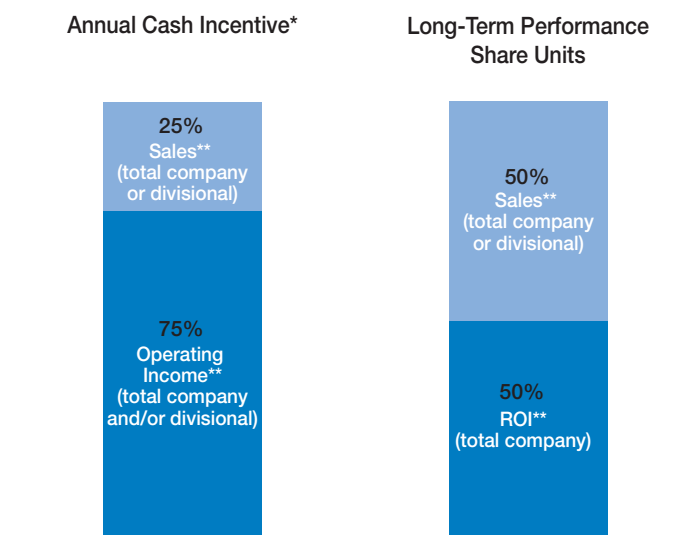 Annual Cash Incentive*
25%
Sales**
(total company
or divisional)
75%
Operating
Income**
(total company
and/or divisional)
Long-Term Performance
Share Units
50%
Sales**
(total company
or divisional)
50%
ROI**
(total company)